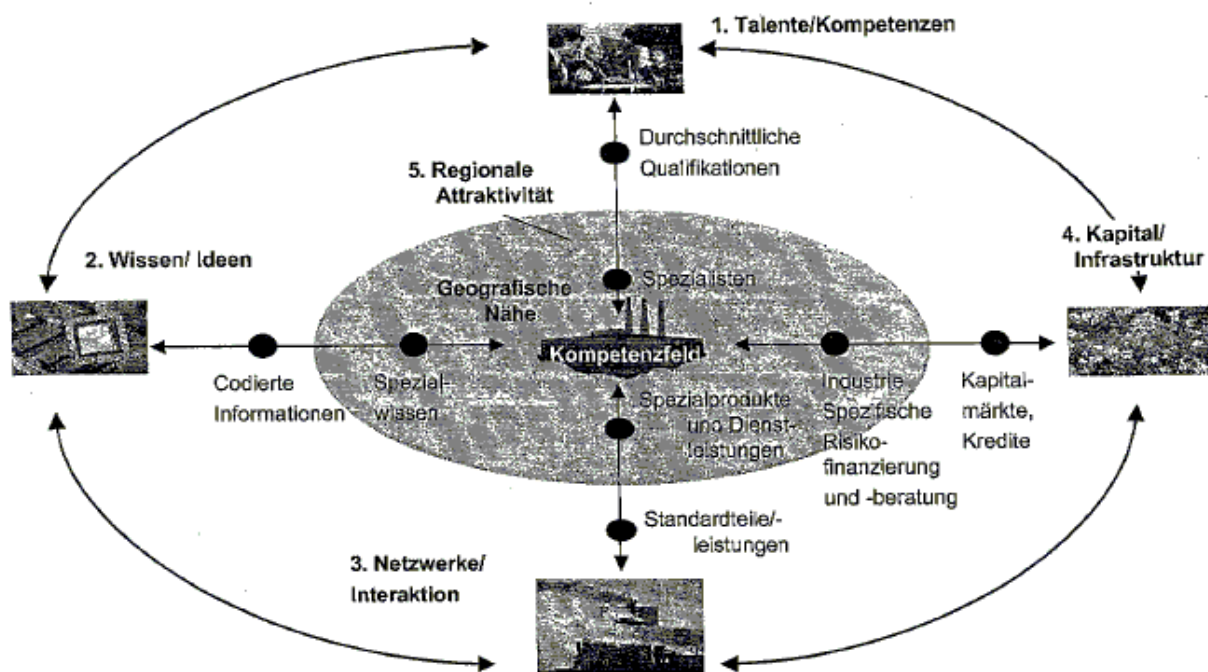 1. Talente/Kompetenzen
Durchschnittliche
Qualifikationen
5. Regionale
Attraktivität
2. Wissen/ Ideen
4. Kapital/
Infrastruktur
Geografische
Nähe
Spezialisten
Kompetenzfeld
Codierte
Informationen
Spezial-
wissen
Spezialprodukte
und Dienst-
leistungen
Industrie
Spezifische
Risiko-
finanzierung
und -beratung
Kapital-
märkte,
Kredite
Standardteile/-
leistungen
3. Netzwerke/
Interaktion